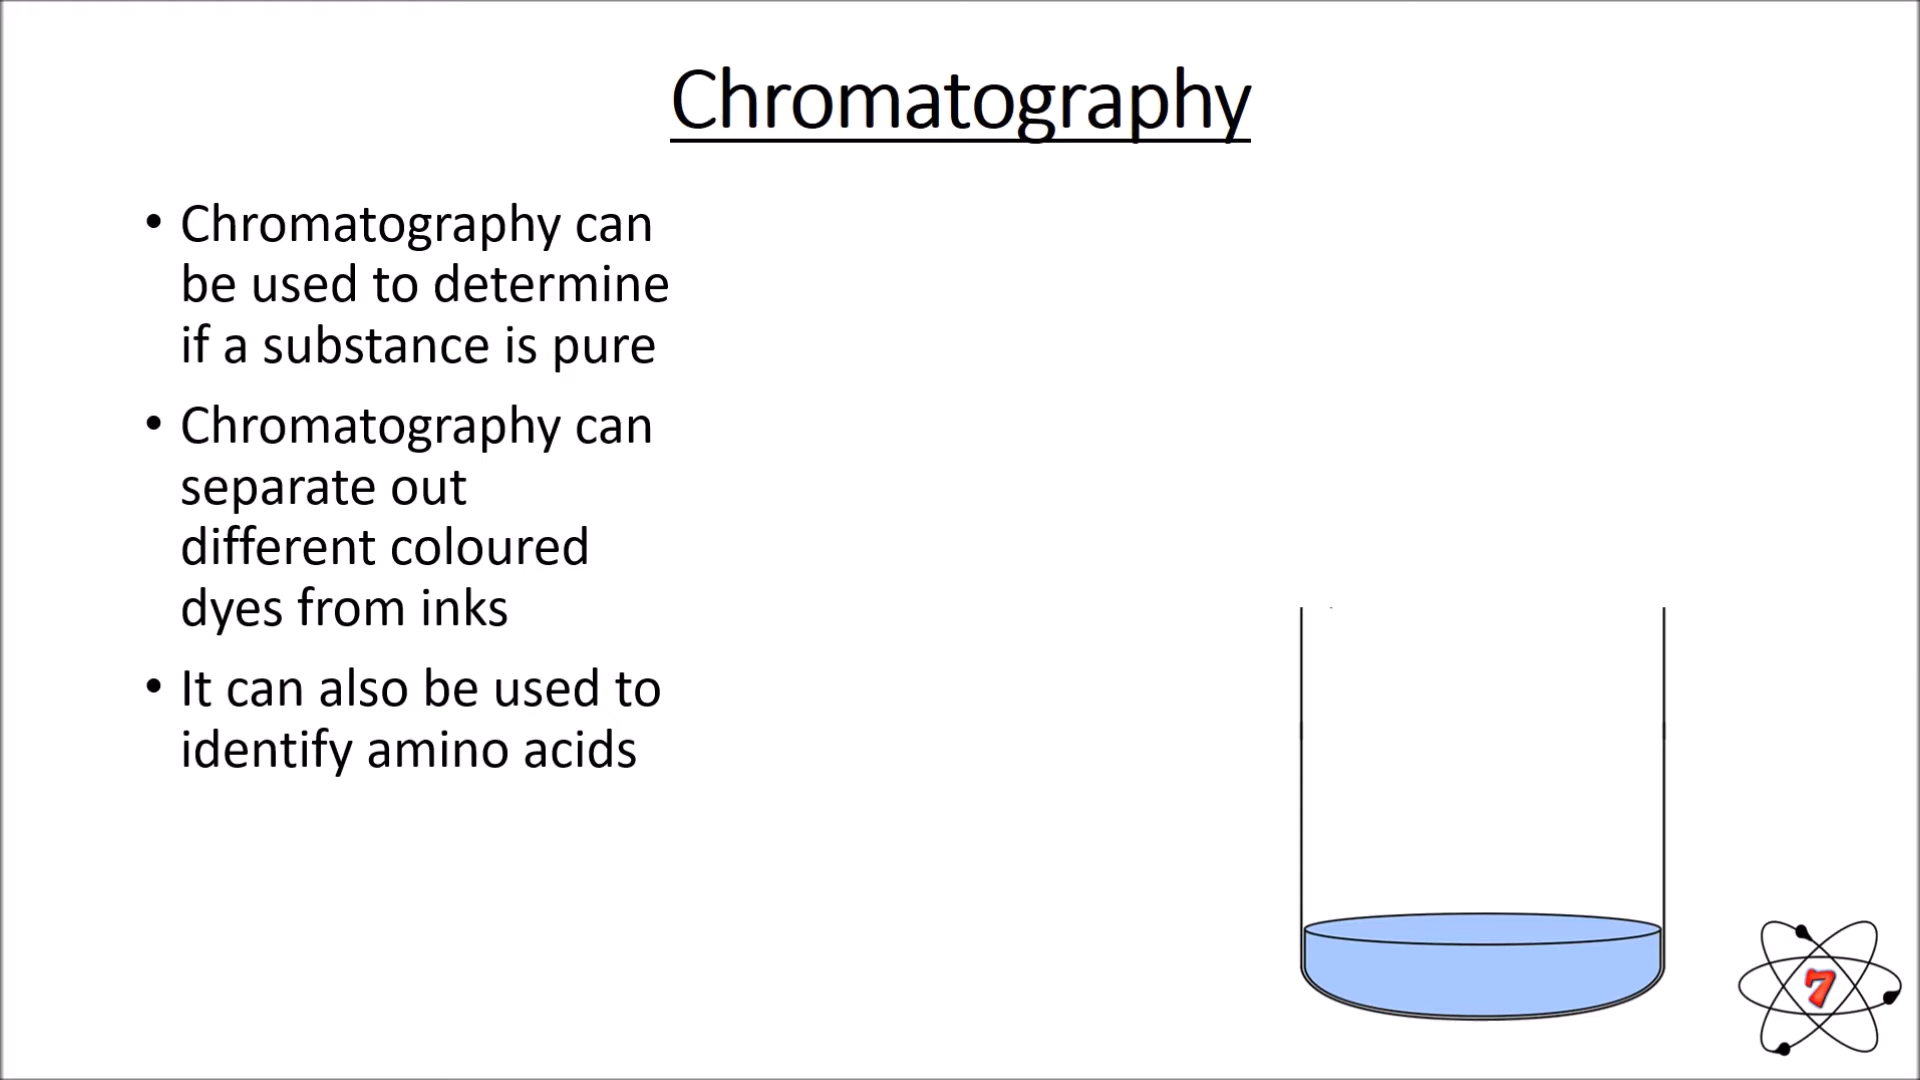 Chromatography
• Chromatography can
be used to determine
if a substance is pure
• Chromatography can
separate out
different coloured
dyes from inks
• It can also be used to
identify amino acids
7